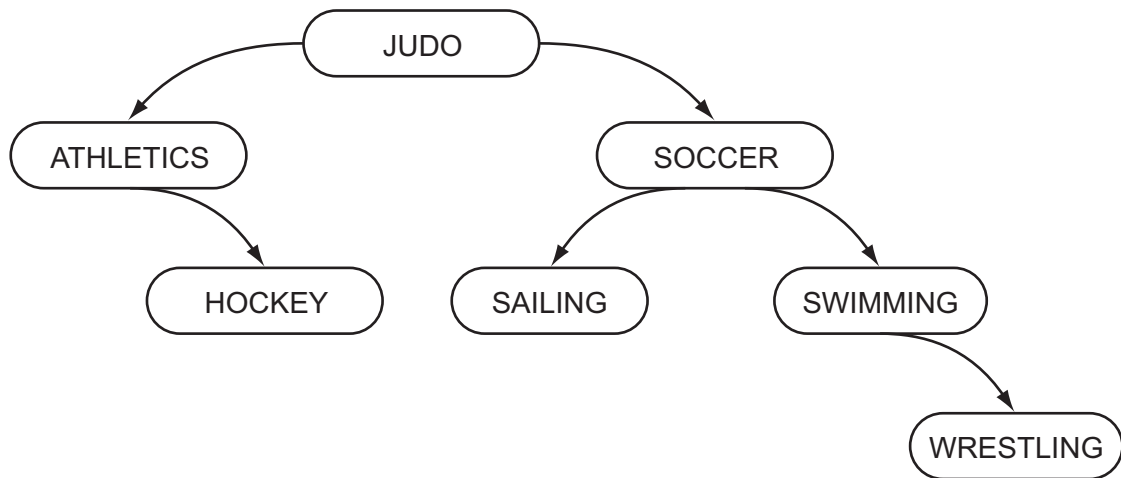 JUDO
ATHLETICS
SOCCER
HOCKEY
SAILING
SWIMMING
WRESTLING